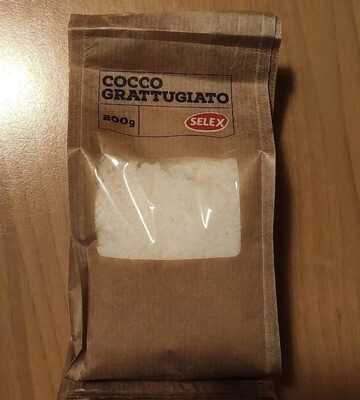 COCCO
GRATTUGIATO
200g
SELEX